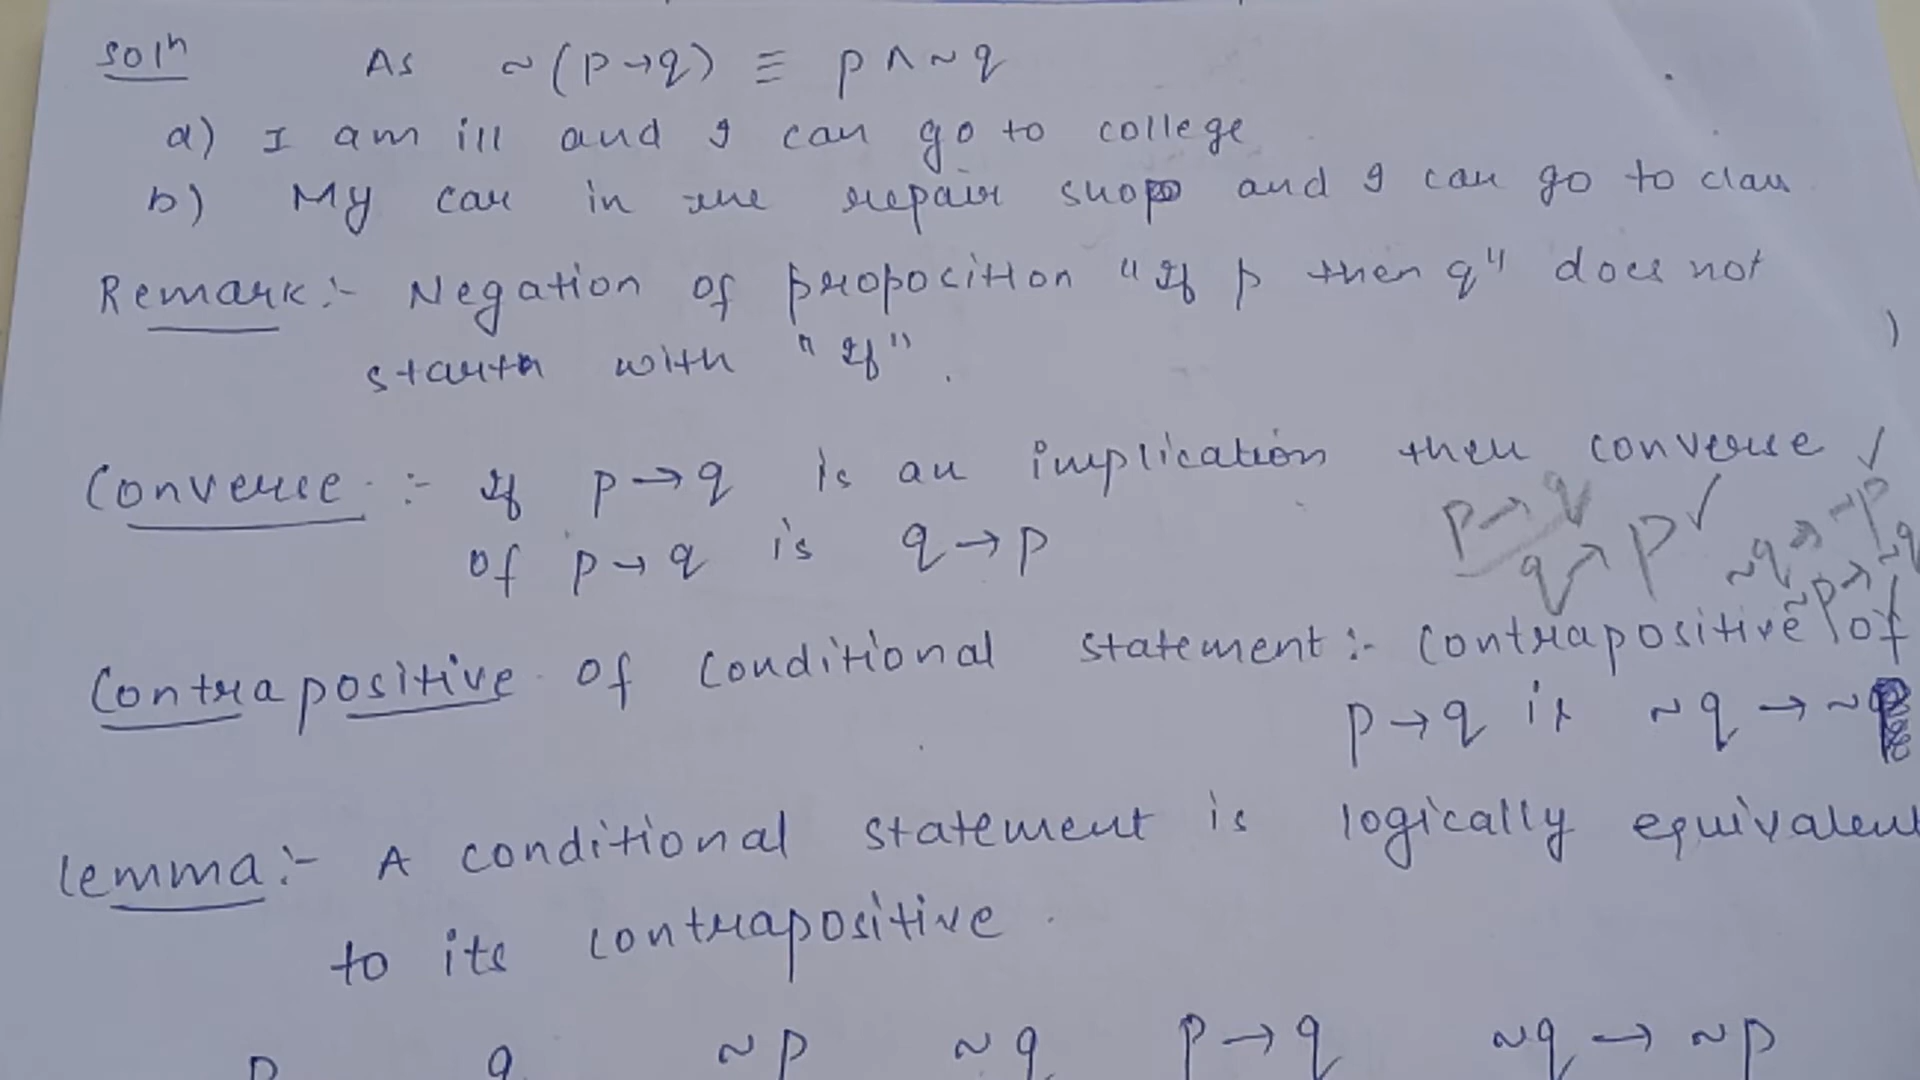 Soln As ~(p→q) ≡ p∧~q
a) I am ill and I can go to college
b) My car in the repair shop and I can go to class
Remark:- Negation of proposition "If p then q" does not
start with "If".
Converse :- If p→q is an implication then converse
of p→q is q→p
p→q
q→p ✓
~q→~p
~p→~q
Contrapositive of conditional statement:- Contrapositive of
p→q is ~q→~p
Lemma:- A conditional statement is logically equivalent
to its contrapositive.
p q ~p ~q p→q ~q→~p